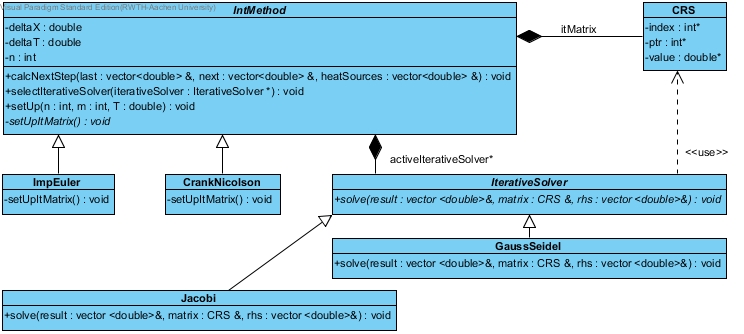 Visual Paradigm Standard Edition(RWTH-Aachen University)
IntMethod
-deltaX : double
-deltaT : double
-n : int
+calcNextStep(last : vector<double> &, next : vector<double> &, heatSources : vector<double> &) : void
+selectIterativeSolver(iterativeSolver : IterativeSolver *) : void
+setUp(n : int, m : int, T : double) : void
-setUpItMatrix() : void
itMatrix
CRS
-index : int*
-ptr : int*
-value : double*
<<use>>
activeIterativeSolver*
ImpEuler
-setUpItMatrix() : void
CrankNicolson
-setUpItMatrix() : void
IterativeSolver
+solve(result : vector <double>&, matrix : CRS &, rhs : vector <double>&) : void
GaussSeidel
+solve(result : vector <double>&, matrix : CRS &, rhs : vector <double>&) : void
Jacobi
+solve(result : vector <double>&, matrix : CRS &, rhs : vector <double>&) : void